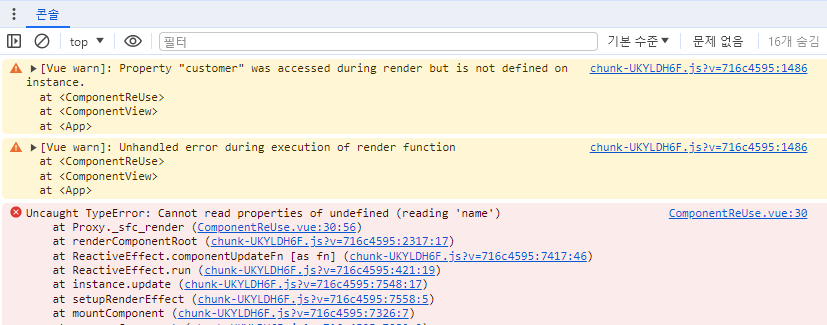 콘솔
top
필터
기본 수준
문제 없음
16개 숨김
[Vue warn]: Property "customer" was accessed during render but is not defined on chunk-UKYLDH6F.js?v=716c4595:1486
instance.
at <ComponentReUse>
at <ComponentView>
at <App>
[Vue warn]: Unhandled error during execution of render function chunk-UKYLDH6F.js?v=716c4595:1486
at <ComponentReUse>
at <ComponentView>
at <App>
Uncaught TypeError: Cannot read properties of undefined (reading 'name') ComponentReUse.vue:30
at Proxy._sfc_render (ComponentReUse.vue:30:56)
at renderComponentRoot (chunk-UKYLDH6F.js?v=716c4595:2317:17)
at ReactiveEffect.componentUpdateFn [as fn] (chunk-UKYLDH6F.js?v=716c4595:7417:46)
at ReactiveEffect.run (chunk-UKYLDH6F.js?v=716c4595:421:19)
at instance.update (chunk-UKYLDH6F.js?v=716c4595:7548:17)
at setupRenderEffect (chunk-UKYLDH6F.js?v=716c4595:7558:5)
at mountComponent (chunk-UKYLDH6F.js?v=716c4595:7326:7)